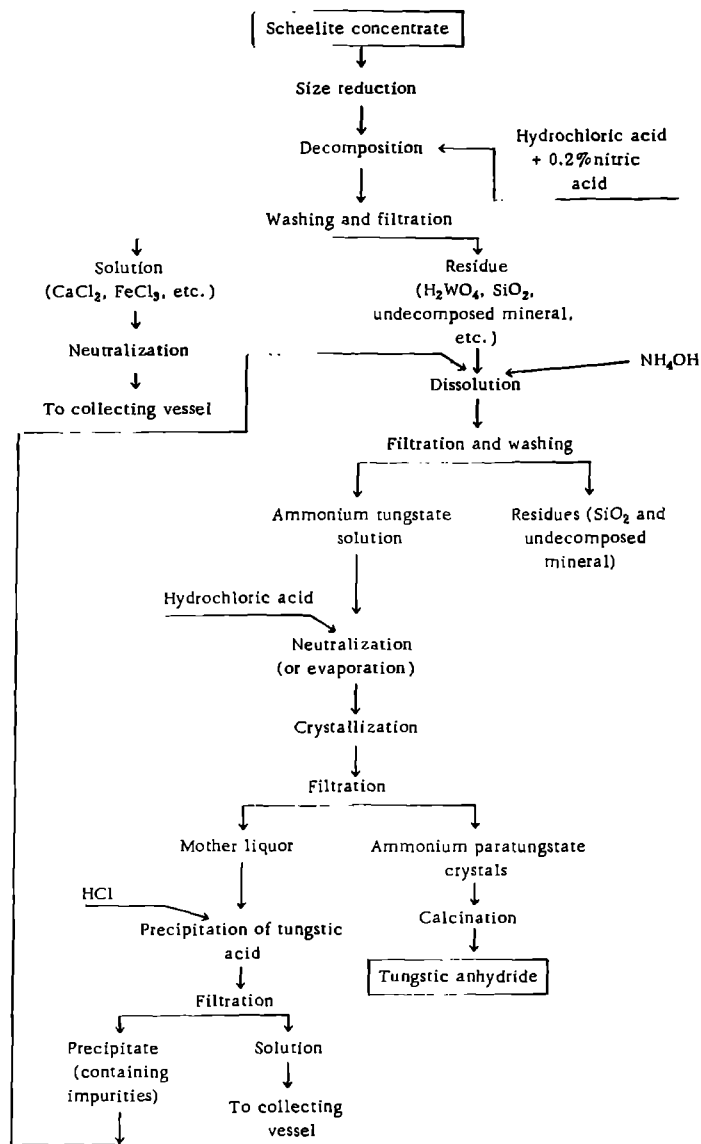 Scheelite concentrate
Size reduction
Decomposition
Hydrochloric acid
+ 0.2% nitric
acid
Washing and filtration
Solution
(CaCl₂, FeCl₃, etc.)
Neutralization
To collecting vessel
Residue
(H₂WO₄, SiO₂,
undecomposed mineral,
etc.)
NH₄OH
Dissolution
Filtration and washing
Ammonium tungstate
solution
Residues (SiO₂ and
undecomposed
mineral)
Hydrochloric acid
Neutralization
(or evaporation)
Crystallization
Filtration
Mother liquor
Ammonium paratungstate
crystals
HCl
Precipitation of tungstic
acid
Calcination
Tungstic anhydride
Filtration
Precipitate
(containing
impurities)
Solution
To collecting
vessel